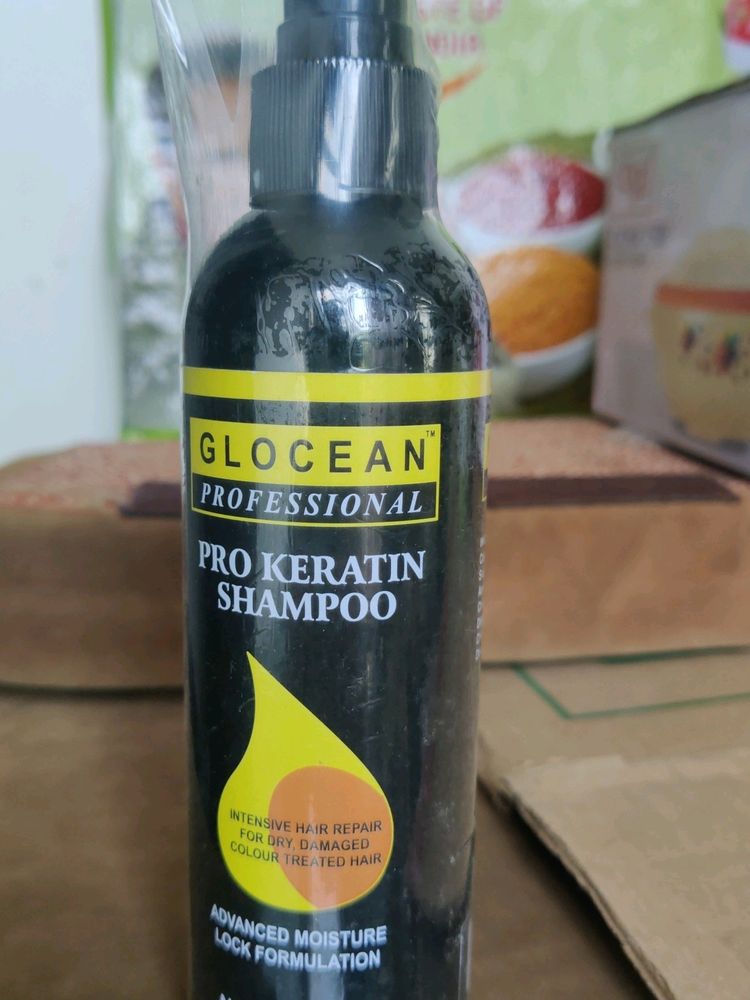 GLOCEAN™
PROFESSIONAL
PRO KERATIN
SHAMPOO
INTENSIVE HAIR REPAIR
FOR DRY, DAMAGED
COLOUR TREATED HAIR
ADVANCED MOISTURE
LOCK FORMULATION